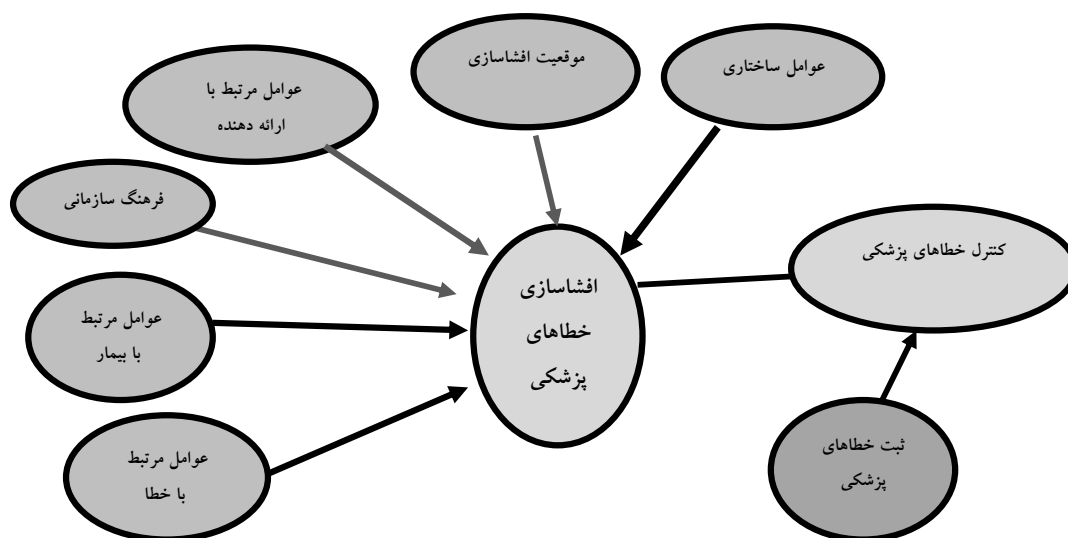 موقعیت افشاسازی
عوامل ساختاری
عوامل مرتبط با
ارائه دهنده
فرهنگ سازمانی
کنترل خطاهای پزشکی
افشاسازی
خطاهای
پزشکی
عوامل مرتبط
با بیمار
عوامل مرتبط
با خطا
ثبت خطاهای
پزشکی